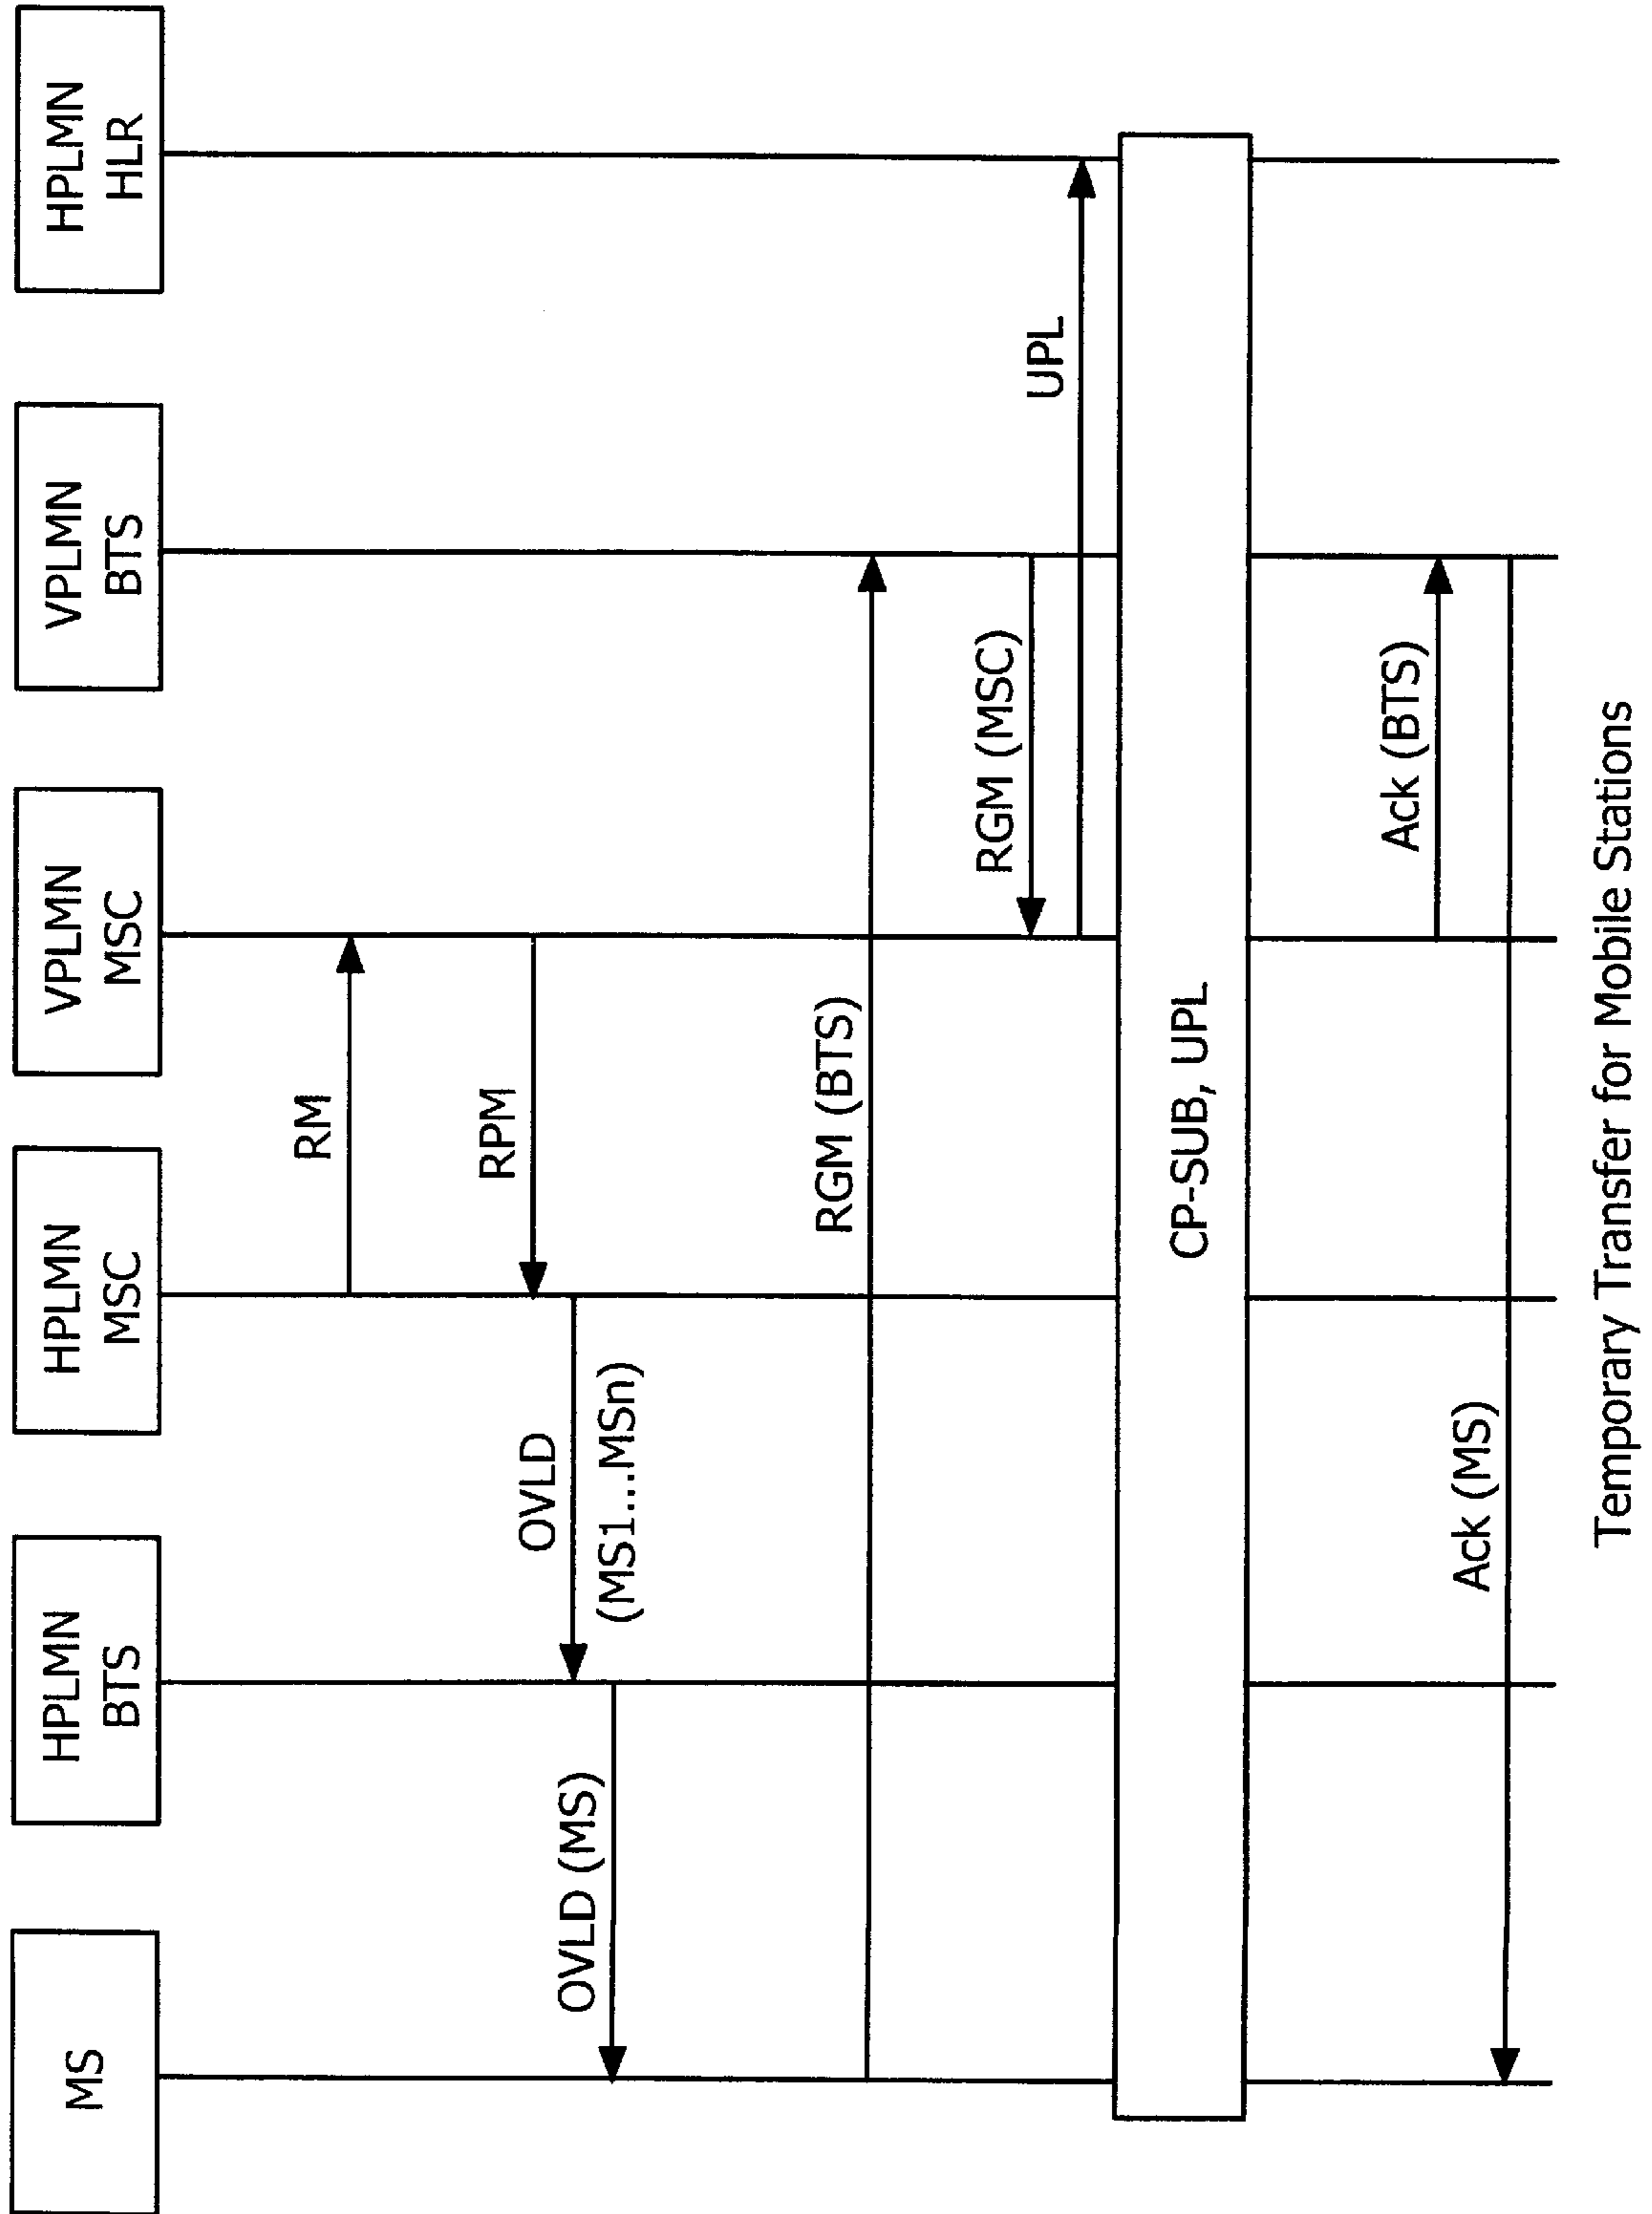 MS
HPLMN
BTS
HPLMN
MSC
VPLMN
MSC
VPLMN
BTS
HPLMN
HLR
RM
RPM
OVLD
(MS1...MSn)
OVLD (MS)
RGM (BTS)
RGM (MSC)
UPL
CP-SUB, UPL
Ack (BTS)
Ack (MS)
Temporary Transfer for Mobile Stations